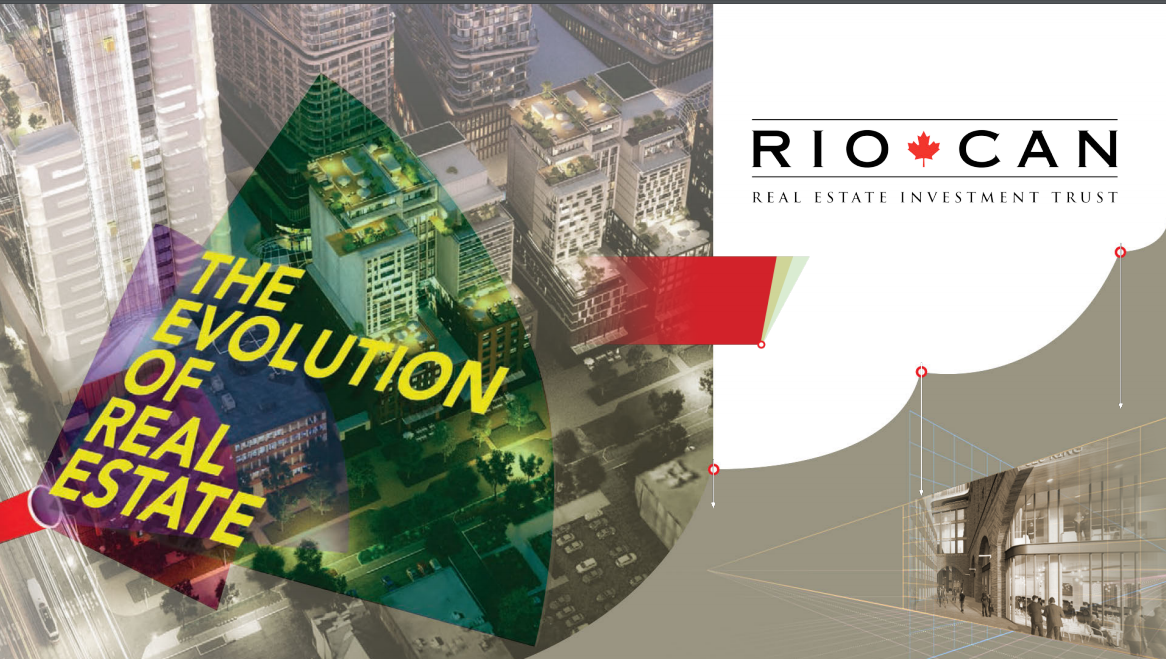 THE
EVOLUTION
OF
REAL
ESTATE
RIO CAN
REAL ESTATE INVESTMENT TRUST